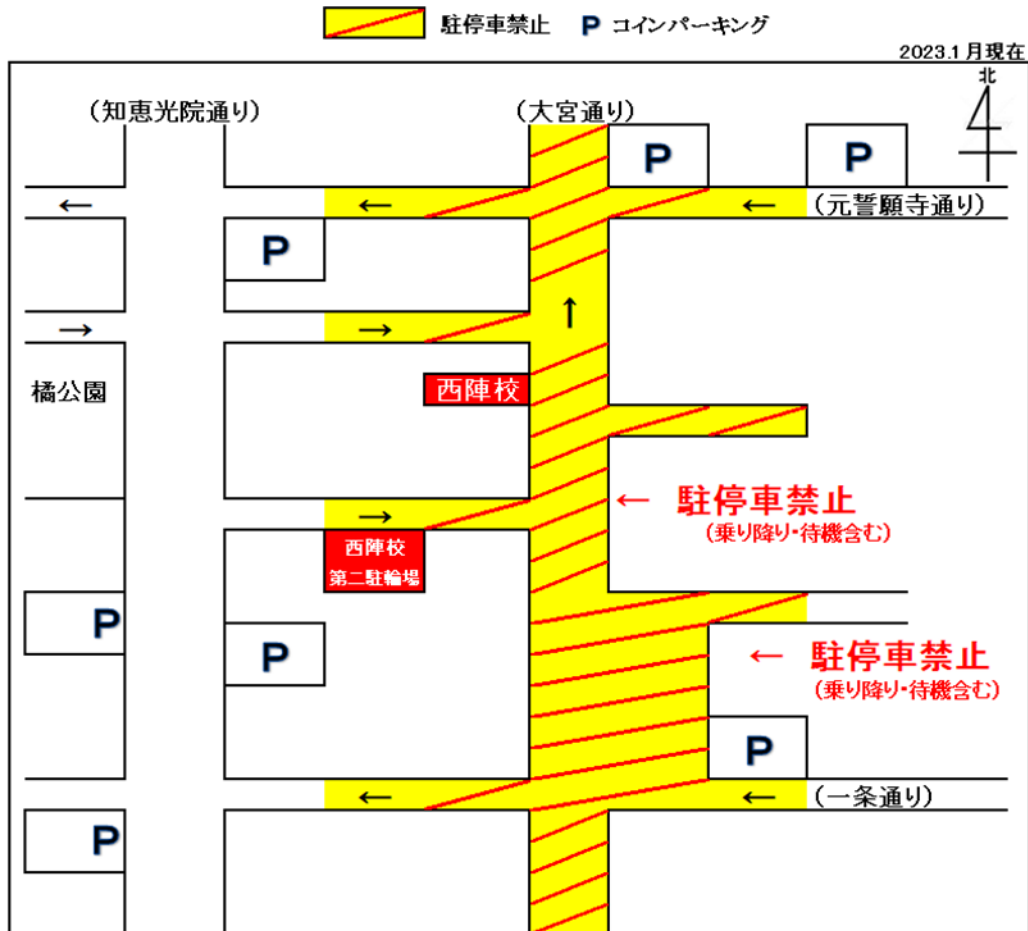 駐停車禁止 P コインパーキング
2023.1月現在
北
(知恵光院通り) (大宮通り)
P P
← ← ← (元誓願寺通り)
P
→ → ↑
橘公園 西陣校
← 駐停車禁止
(乗り降り・待機含む)
→
西陣校
第二駐輪場
P
P
← 駐停車禁止
(乗り降り・待機含む)
P
← ← (一条通り)
P